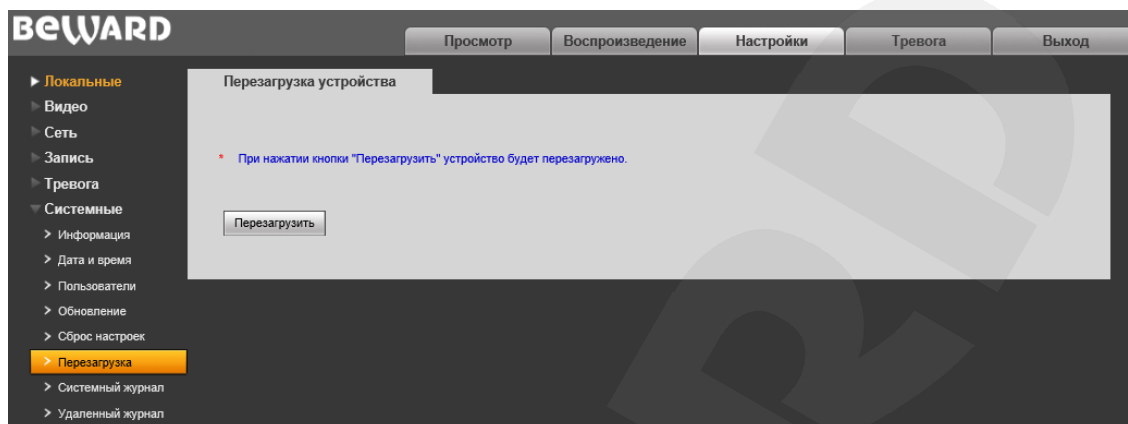 BEWARD
Просмотр Воспроизведение Настройки Тревога Выход
Локальные
Видео
Сеть
Запись
Тревога
Системные
Информация
Дата и время
Пользователи
Обновление
Сброс настроек
Перезагрузка
Системный журнал
Удаленный журнал
Перезагрузка устройства
* При нажатии кнопки "Перезагрузить" устройство будет перезагружено.
Перезагрузить